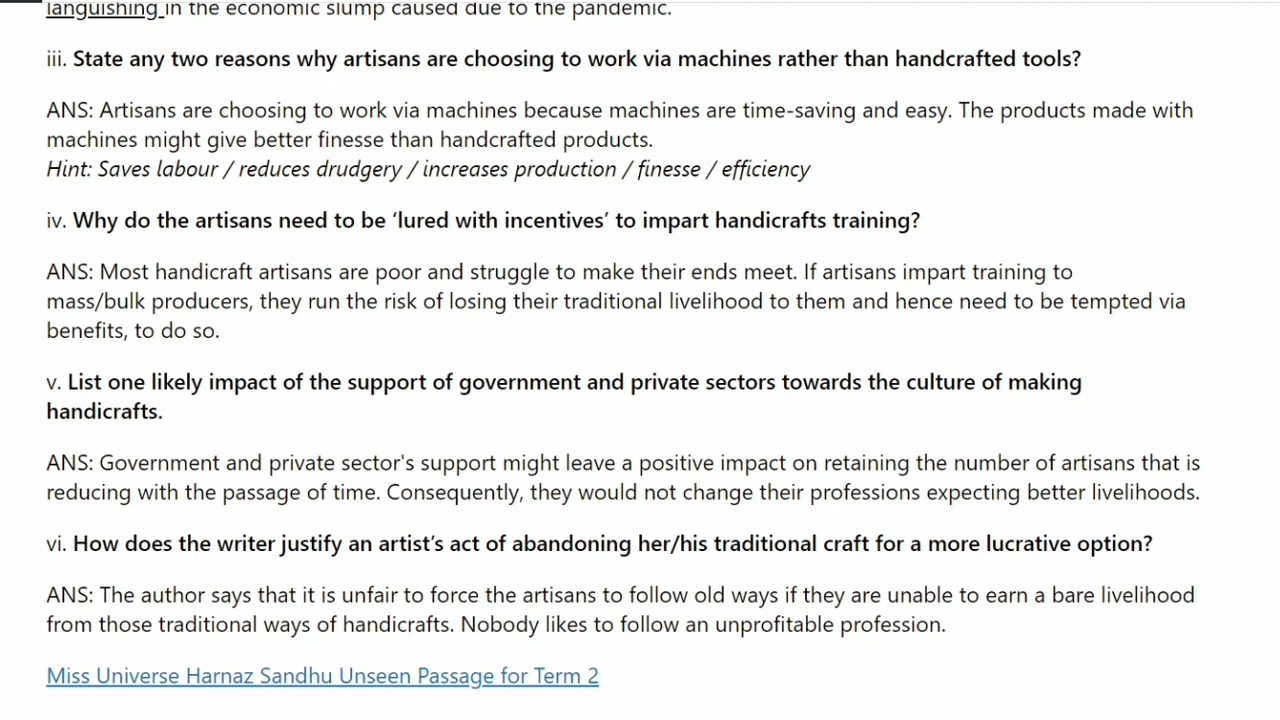 languishing in the economic slump caused due to the pandemic.
iii. State any two reasons why artisans are choosing to work via machines rather than handcrafted tools?
ANS: Artisans are choosing to work via machines because machines are time-saving and easy. The products made with
machines might give better finesse than handcrafted products.
Hint: Saves labour / reduces drudgery / increases production / finesse / efficiency
iv. Why do the artisans need to be ‘lured with incentives’ to impart handicrafts training?
ANS: Most handicraft artisans are poor and struggle to make their ends meet. If artisans impart training to
mass/bulk producers, they run the risk of losing their traditional livelihood to them and hence need to be tempted via
benefits, to do so.
v. List one likely impact of the support of government and private sectors towards the culture of making
handicrafts.
ANS: Government and private sector's support might leave a positive impact on retaining the number of artisans that is
reducing with the passage of time. Consequently, they would not change their professions expecting better livelihoods.
vi. How does the writer justify an artist’s act of abandoning her/his traditional craft for a more lucrative option?
ANS: The author says that it is unfair to force the artisans to follow old ways if they are unable to earn a bare livelihood
from those traditional ways of handicrafts. Nobody likes to follow an unprofitable profession.
Miss Universe Harnaz Sandhu Unseen Passage for Term 2